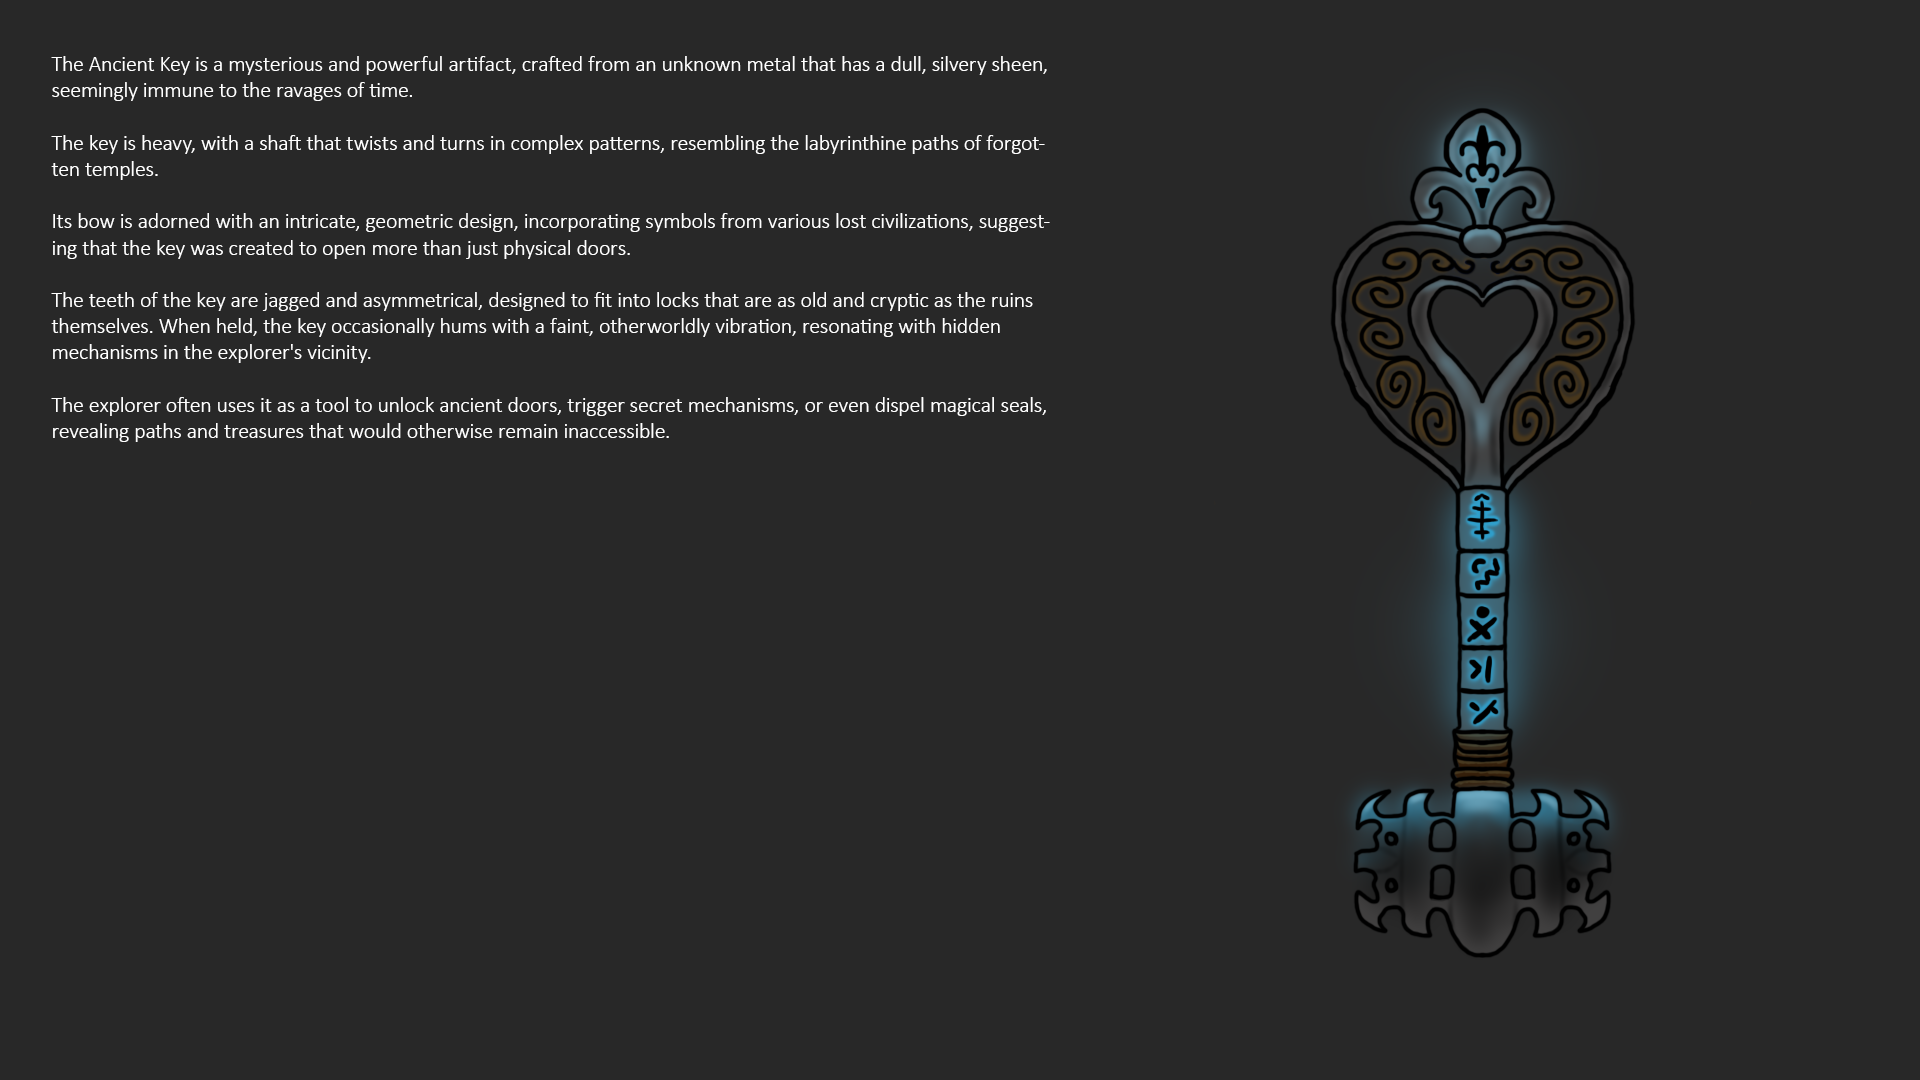 The Ancient Key is a mysterious and powerful artifact, crafted from an unknown metal that has a dull, silvery sheen,
seemingly immune to the ravages of time.
The key is heavy, with a shaft that twists and turns in complex patterns, resembling the labyrinthine paths of forgot-
ten temples.
Its bow is adorned with an intricate, geometric design, incorporating symbols from various lost civilizations, suggest-
ing that the key was created to open more than just physical doors.
The teeth of the key are jagged and asymmetrical, designed to fit into locks that are as old and cryptic as the ruins
themselves. When held, the key occasionally hums with a faint, otherworldly vibration, resonating with hidden
mechanisms in the explorer's vicinity.
The explorer often uses it as a tool to unlock ancient doors, trigger secret mechanisms, or even dispel magical seals,
revealing paths and treasures that would otherwise remain inaccessible.